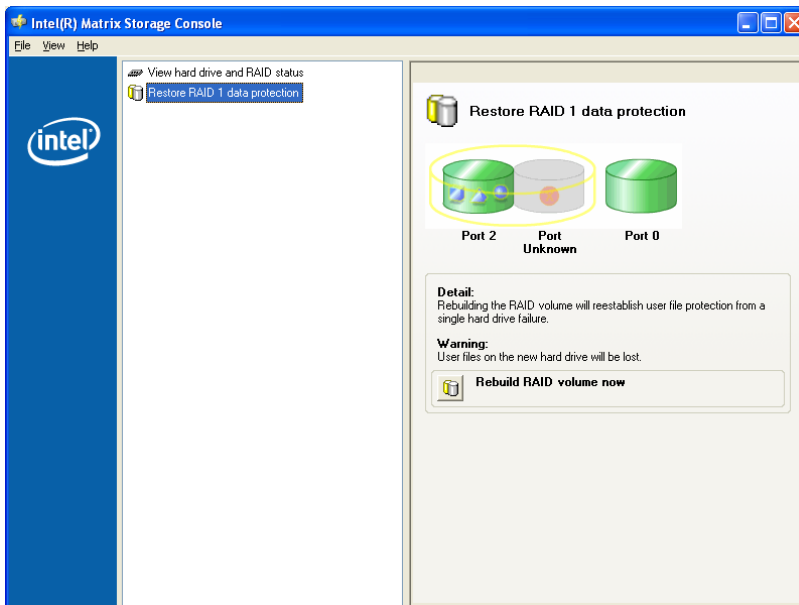 Intel(R) Matrix Storage Console
File View Help
View hard drive and RAID status
Restore RAID 1 data protection
intel
Restore RAID 1 data protection
Port 2
Port Unknown
Port 0
Detail:
Rebuilding the RAID volume will reestablish user file protection from a
single hard drive failure.
Warning:
User files on the new hard drive will be lost.
Rebuild RAID volume now